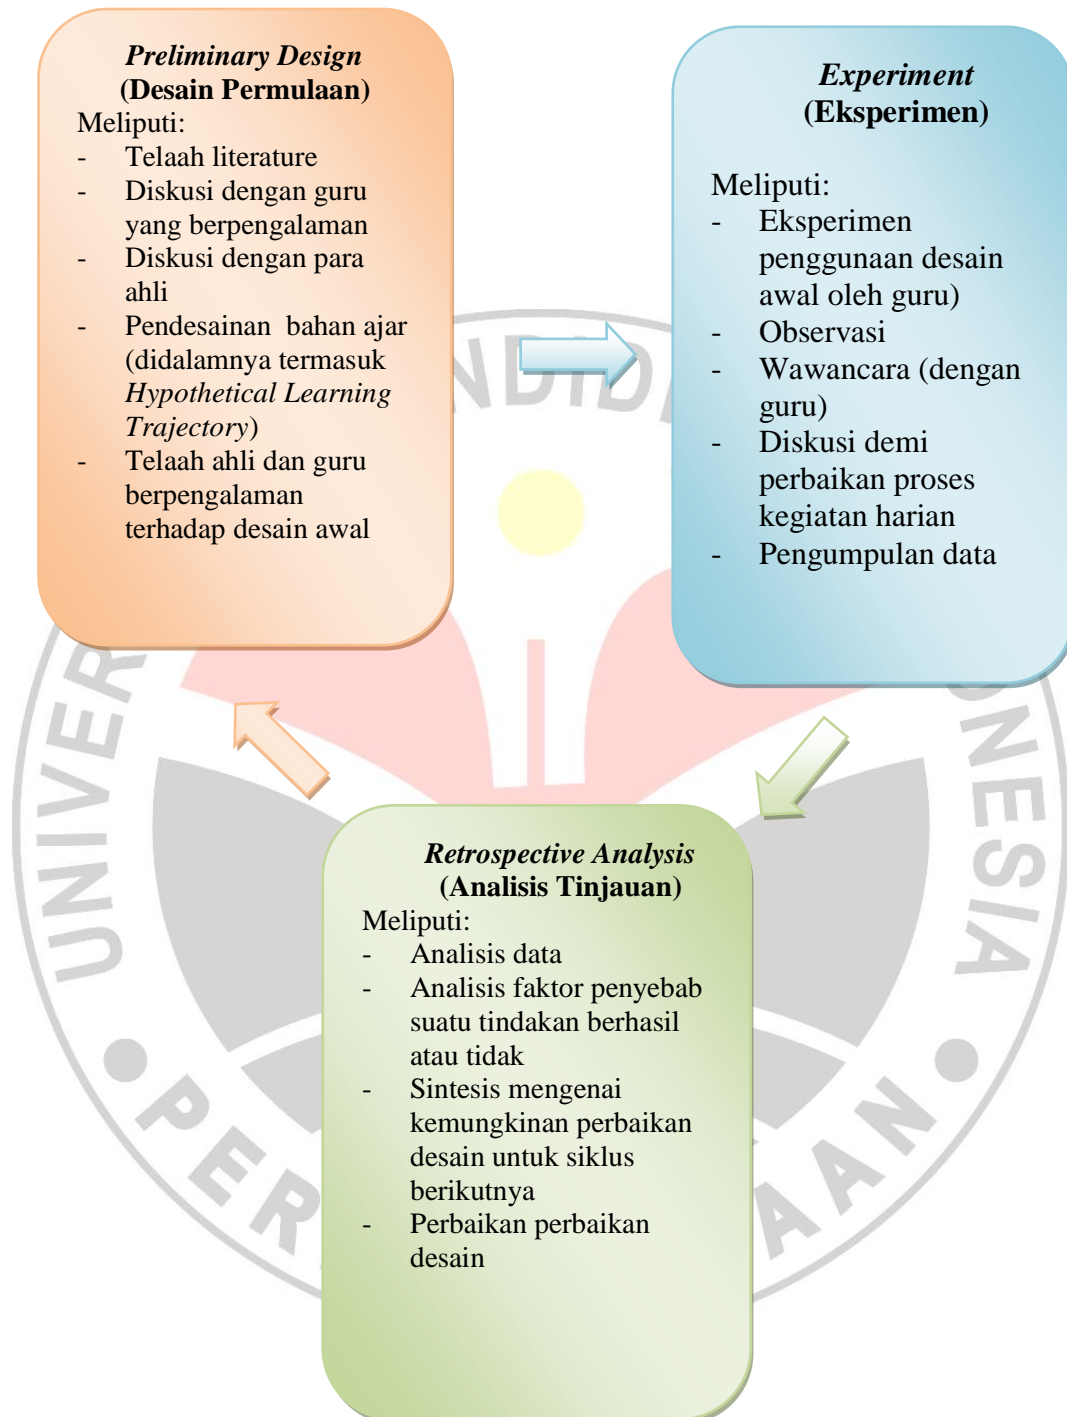 Preliminary Design
(Desain Permulaan)
Meliputi:
- Telaah literature
- Diskusi dengan guru
yang berpengalaman
- Diskusi dengan para
ahli
- Pendesainan bahan ajar
(didalamnya termasuk
Hypothetical Learning
Trajectory)
- Telaah ahli dan guru
berpengalaman
terhadap desain awal
Experiment
(Eksperimen)
Meliputi:
- Eksperimen
penggunaan desain
awal oleh guru)
- Observasi
- Wawancara (dengan
guru)
- Diskusi demi
perbaikan proses
kegiatan harian
- Pengumpulan data
Retrospective Analysis
(Analisis Tinjauan)
Meliputi:
- Analisis data
- Analisis faktor penyebab
suatu tindakan berhasil
atau tidak
- Sintesis mengenai
kemungkinan perbaikan
desain untuk siklus
berikutnya
- Perbaikan perbaikan
desain